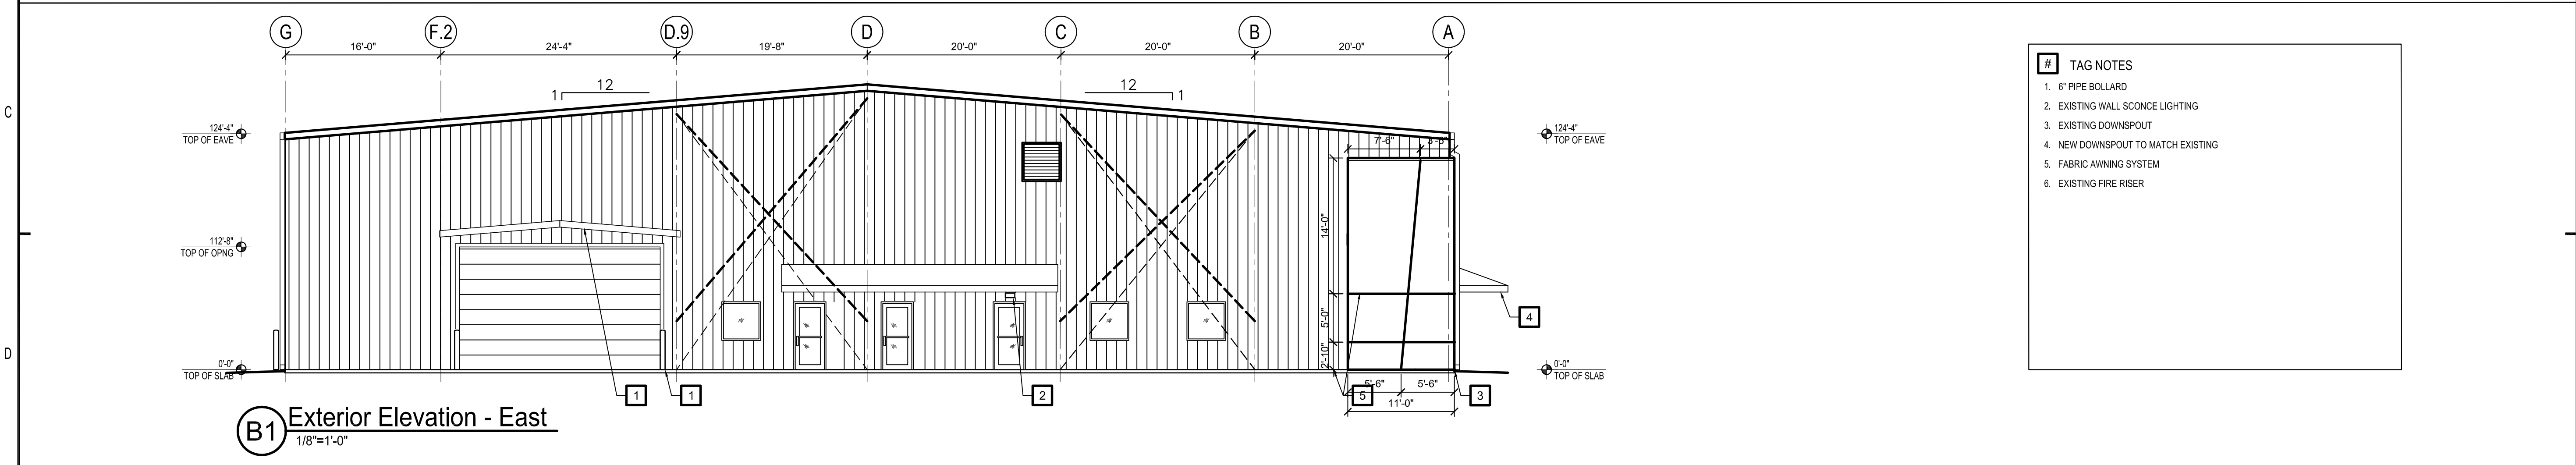 G F.2 D.9 D C B A
16'-0" 24'-4" 19'-8" 20'-0" 20'-0" 20'-0"
# TAG NOTES
1. 6" PIPE BOLLARD
2. EXISTING WALL SCONCE LIGHTING
3. EXISTING DOWNSPOUT
4. NEW DOWNSPOUT TO MATCH EXISTING
5. FABRIC AWNING SYSTEM
6. EXISTING FIRE RISER
12 12
1 1
C
124'-4" 124'-4"
TOP OF EAVE TOP OF EAVE
7'-6" 3'-6"
14'-0"
112'-8"
TOP OF OPNG
5'-0"
4
D
2'-10"
0'-0" 0'-0"
TOP OF SLAB TOP OF SLAB
5'-6" 5'-6"
1 1 2 5 3
11'-0"
B1 Exterior Elevation - East
1/8"=1'-0"